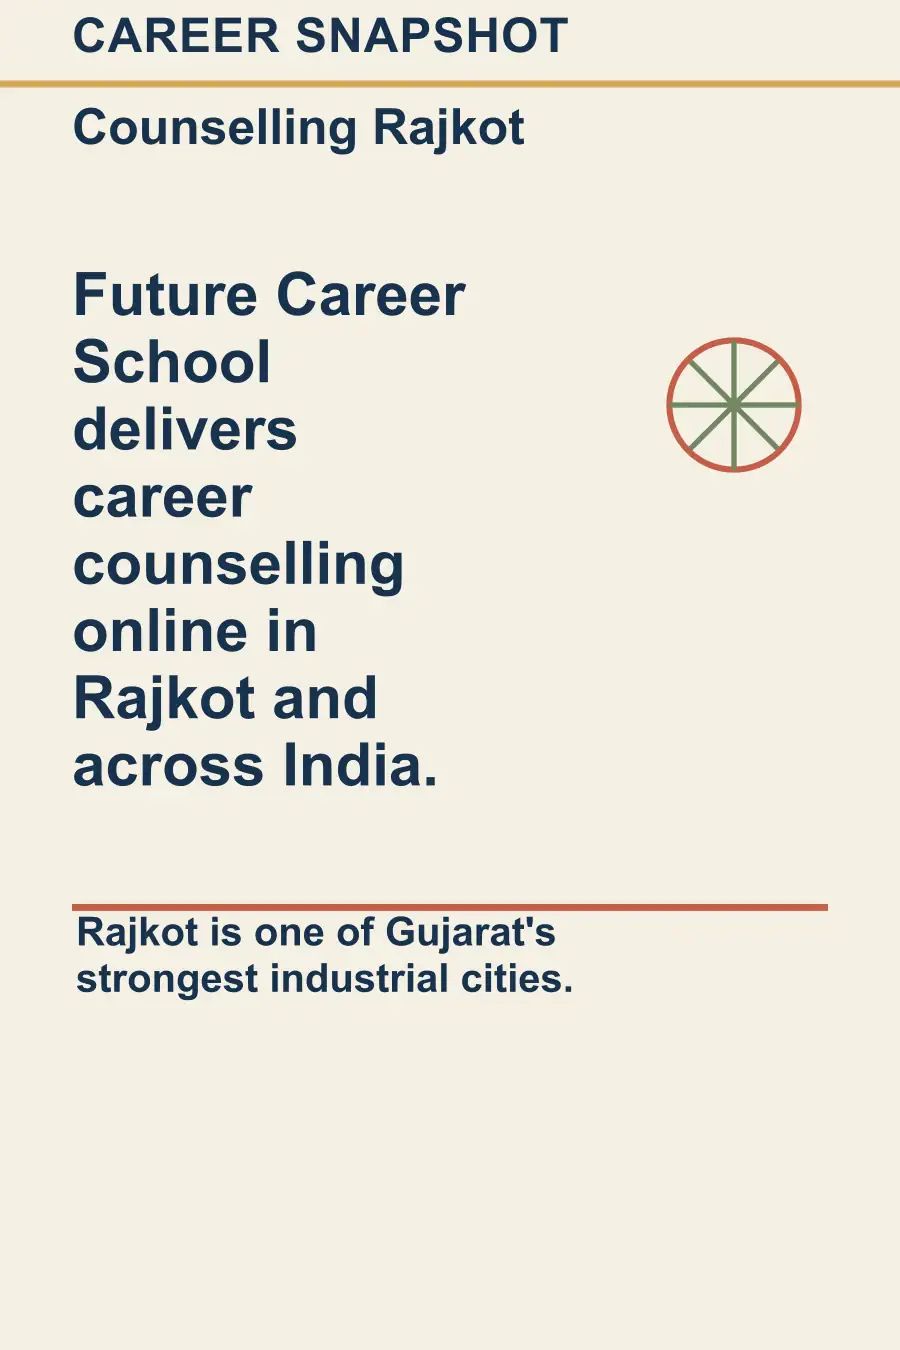 CAREER SNAPSHOT
Counselling Rajkot
Future Career
School
delivers
career
counselling
online in
Rajkot and
across India.
Rajkot is one of Gujarat's
strongest industrial cities.